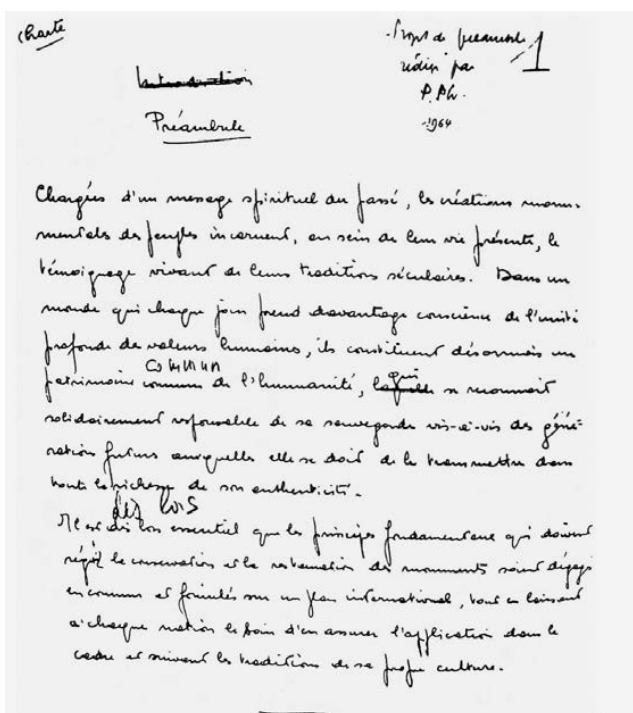 Charte
Projet de préambule
rédigé par
P. Ph.
1964
1
Introduction
Préambule
Chargées d'un message spirituel du passé, les créations monu-
mentales des peuples incarnent, au sein de leur vie présente, le
témoignage vivant de leurs traditions séculaires. Dans un
monde qui chaque jour prend davantage conscience de l'unité
profonde des valeurs humaines, ils constituent désormais un
commun
patrimoine commun de l'humanité, laquelle qui se reconnait
solidairement responsable de sa sauvegarde vis-à-vis des géné-
rations futures auxquelles elle se doit de le transmettre dans
toute la richesse de son authenticité.
dès lors
Il est dès lors essentiel que les principes fondamentaux qui doivent
régir la conservation et la restauration des monuments soient dégagés
en commun et formulés sur un plan international, tout en laissant
à chaque nation le soin d'en assurer l'application dans le
cadre et suivant les traditions de sa propre culture.